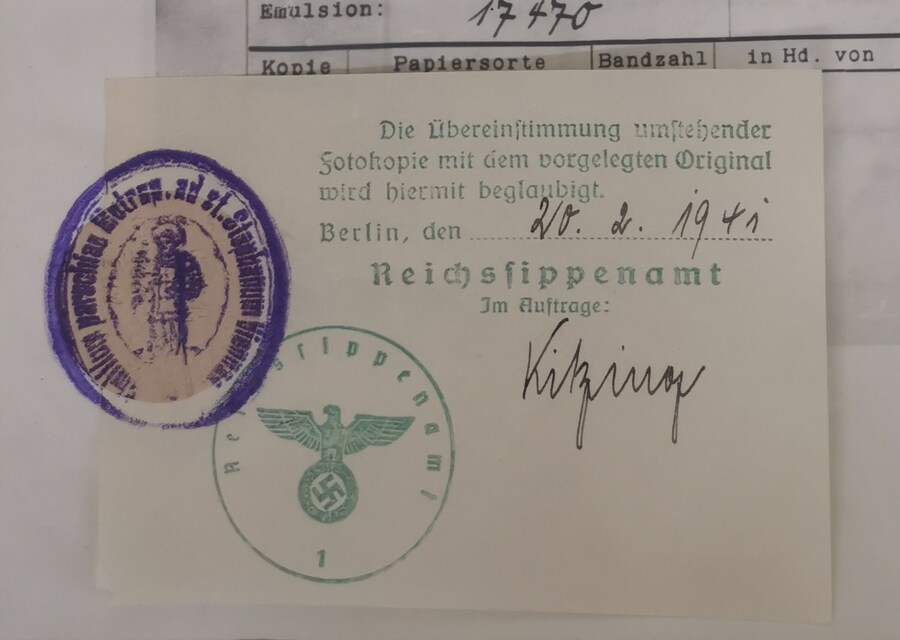 Emulsion: 17470
Kopie Papiersorte Bandzahl in Hd. von
Die Übereinstimmung umstehender
Fotokopie mit dem vorgelegten Original
wird hiermit beglaubigt.
Berlin, den 20. 2. 1941
Reichssippenamt
Im Auftrage:
Reichssippenamt
1